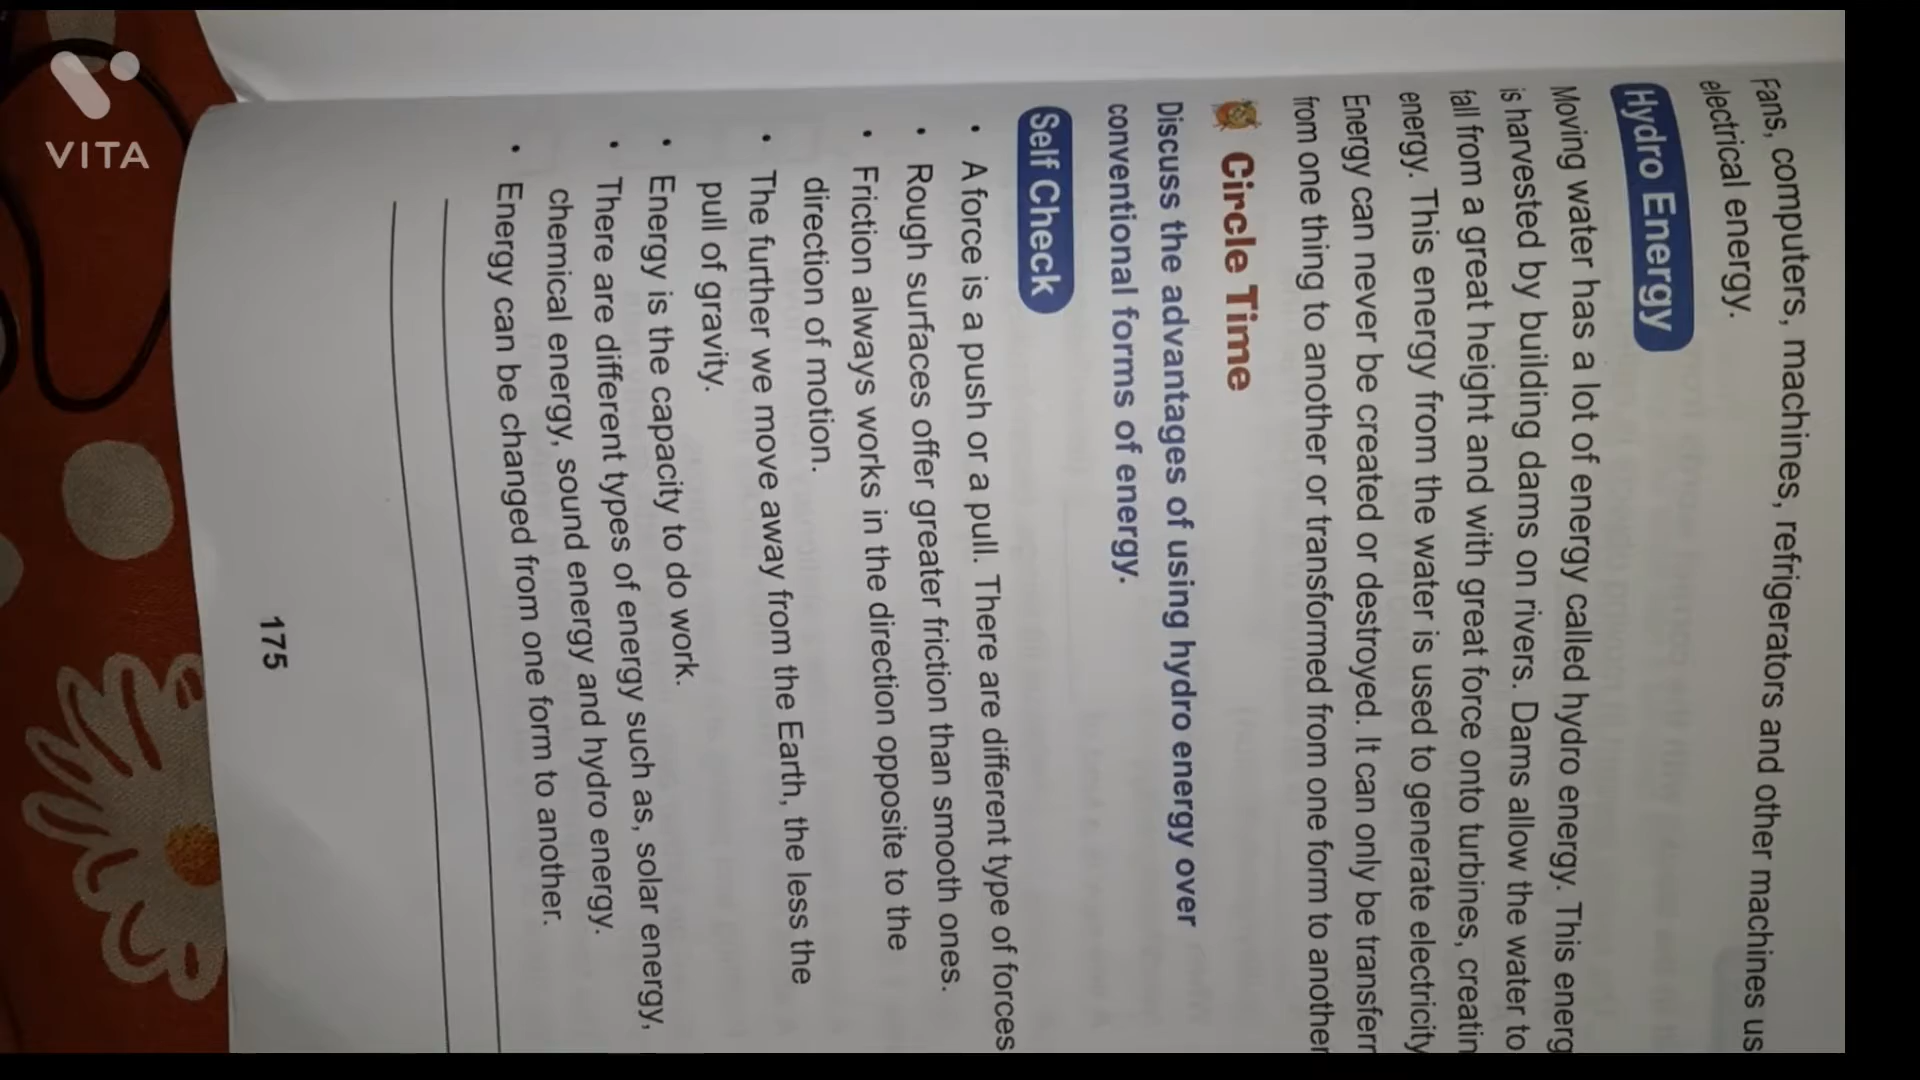 Fans, computers, machines, refrigerators and other machines us
electrical energy.
Hydro Energy
Moving water has a lot of energy called hydro energy. This energ
is harvested by building dams on rivers. Dams allow the water to
fall from a great height and with great force onto turbines, creatin
energy. This energy from the water is used to generate electricity
Energy can never be created or destroyed. It can only be transferr
from one thing to another or transformed from one form to another
Circle Time
Discuss the advantages of using hydro energy over
conventional forms of energy.
Self Check
• A force is a push or a pull. There are different type of forces
• Rough surfaces offer greater friction than smooth ones.
• Friction always works in the direction opposite to the
direction of motion.
• The further we move away from the Earth, the less the
pull of gravity.
• Energy is the capacity to do work.
• There are different types of energy such as, solar energy,
chemical energy, sound energy and hydro energy.
• Energy can be changed from one form to another.
175
VITA